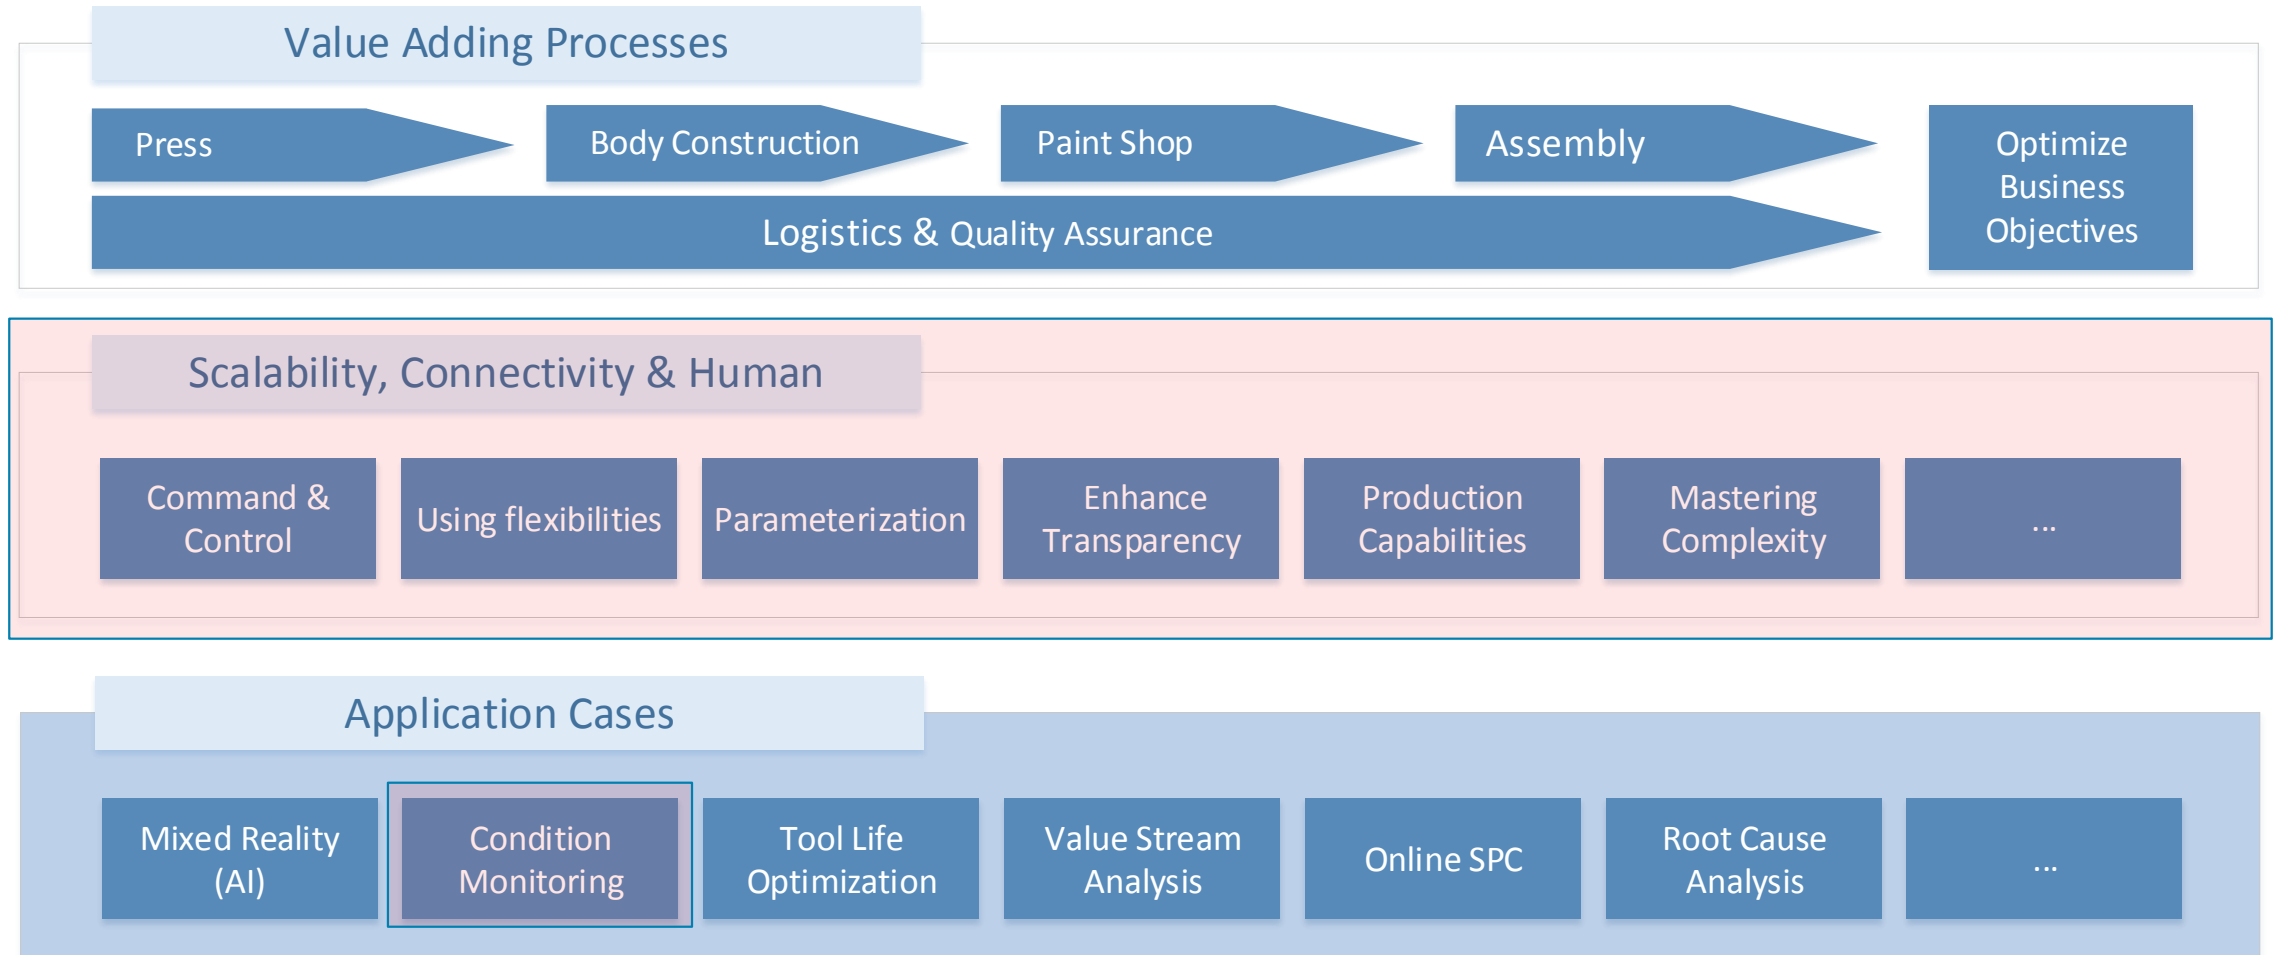 Value Adding Processes
Press
Body Construction
Paint Shop
Assembly
Optimize
Business
Objectives
Logistics & Quality Assurance
Scalability, Connectivity & Human
Command &
Control
Using flexibilities
Parameterization
Enhance
Transparency
Production
Capabilities
Mastering
Complexity
...
Application Cases
Mixed Reality
(AI)
Condition
Monitoring
Tool Life
Optimization
Value Stream
Analysis
Online SPC
Root Cause
Analysis
...